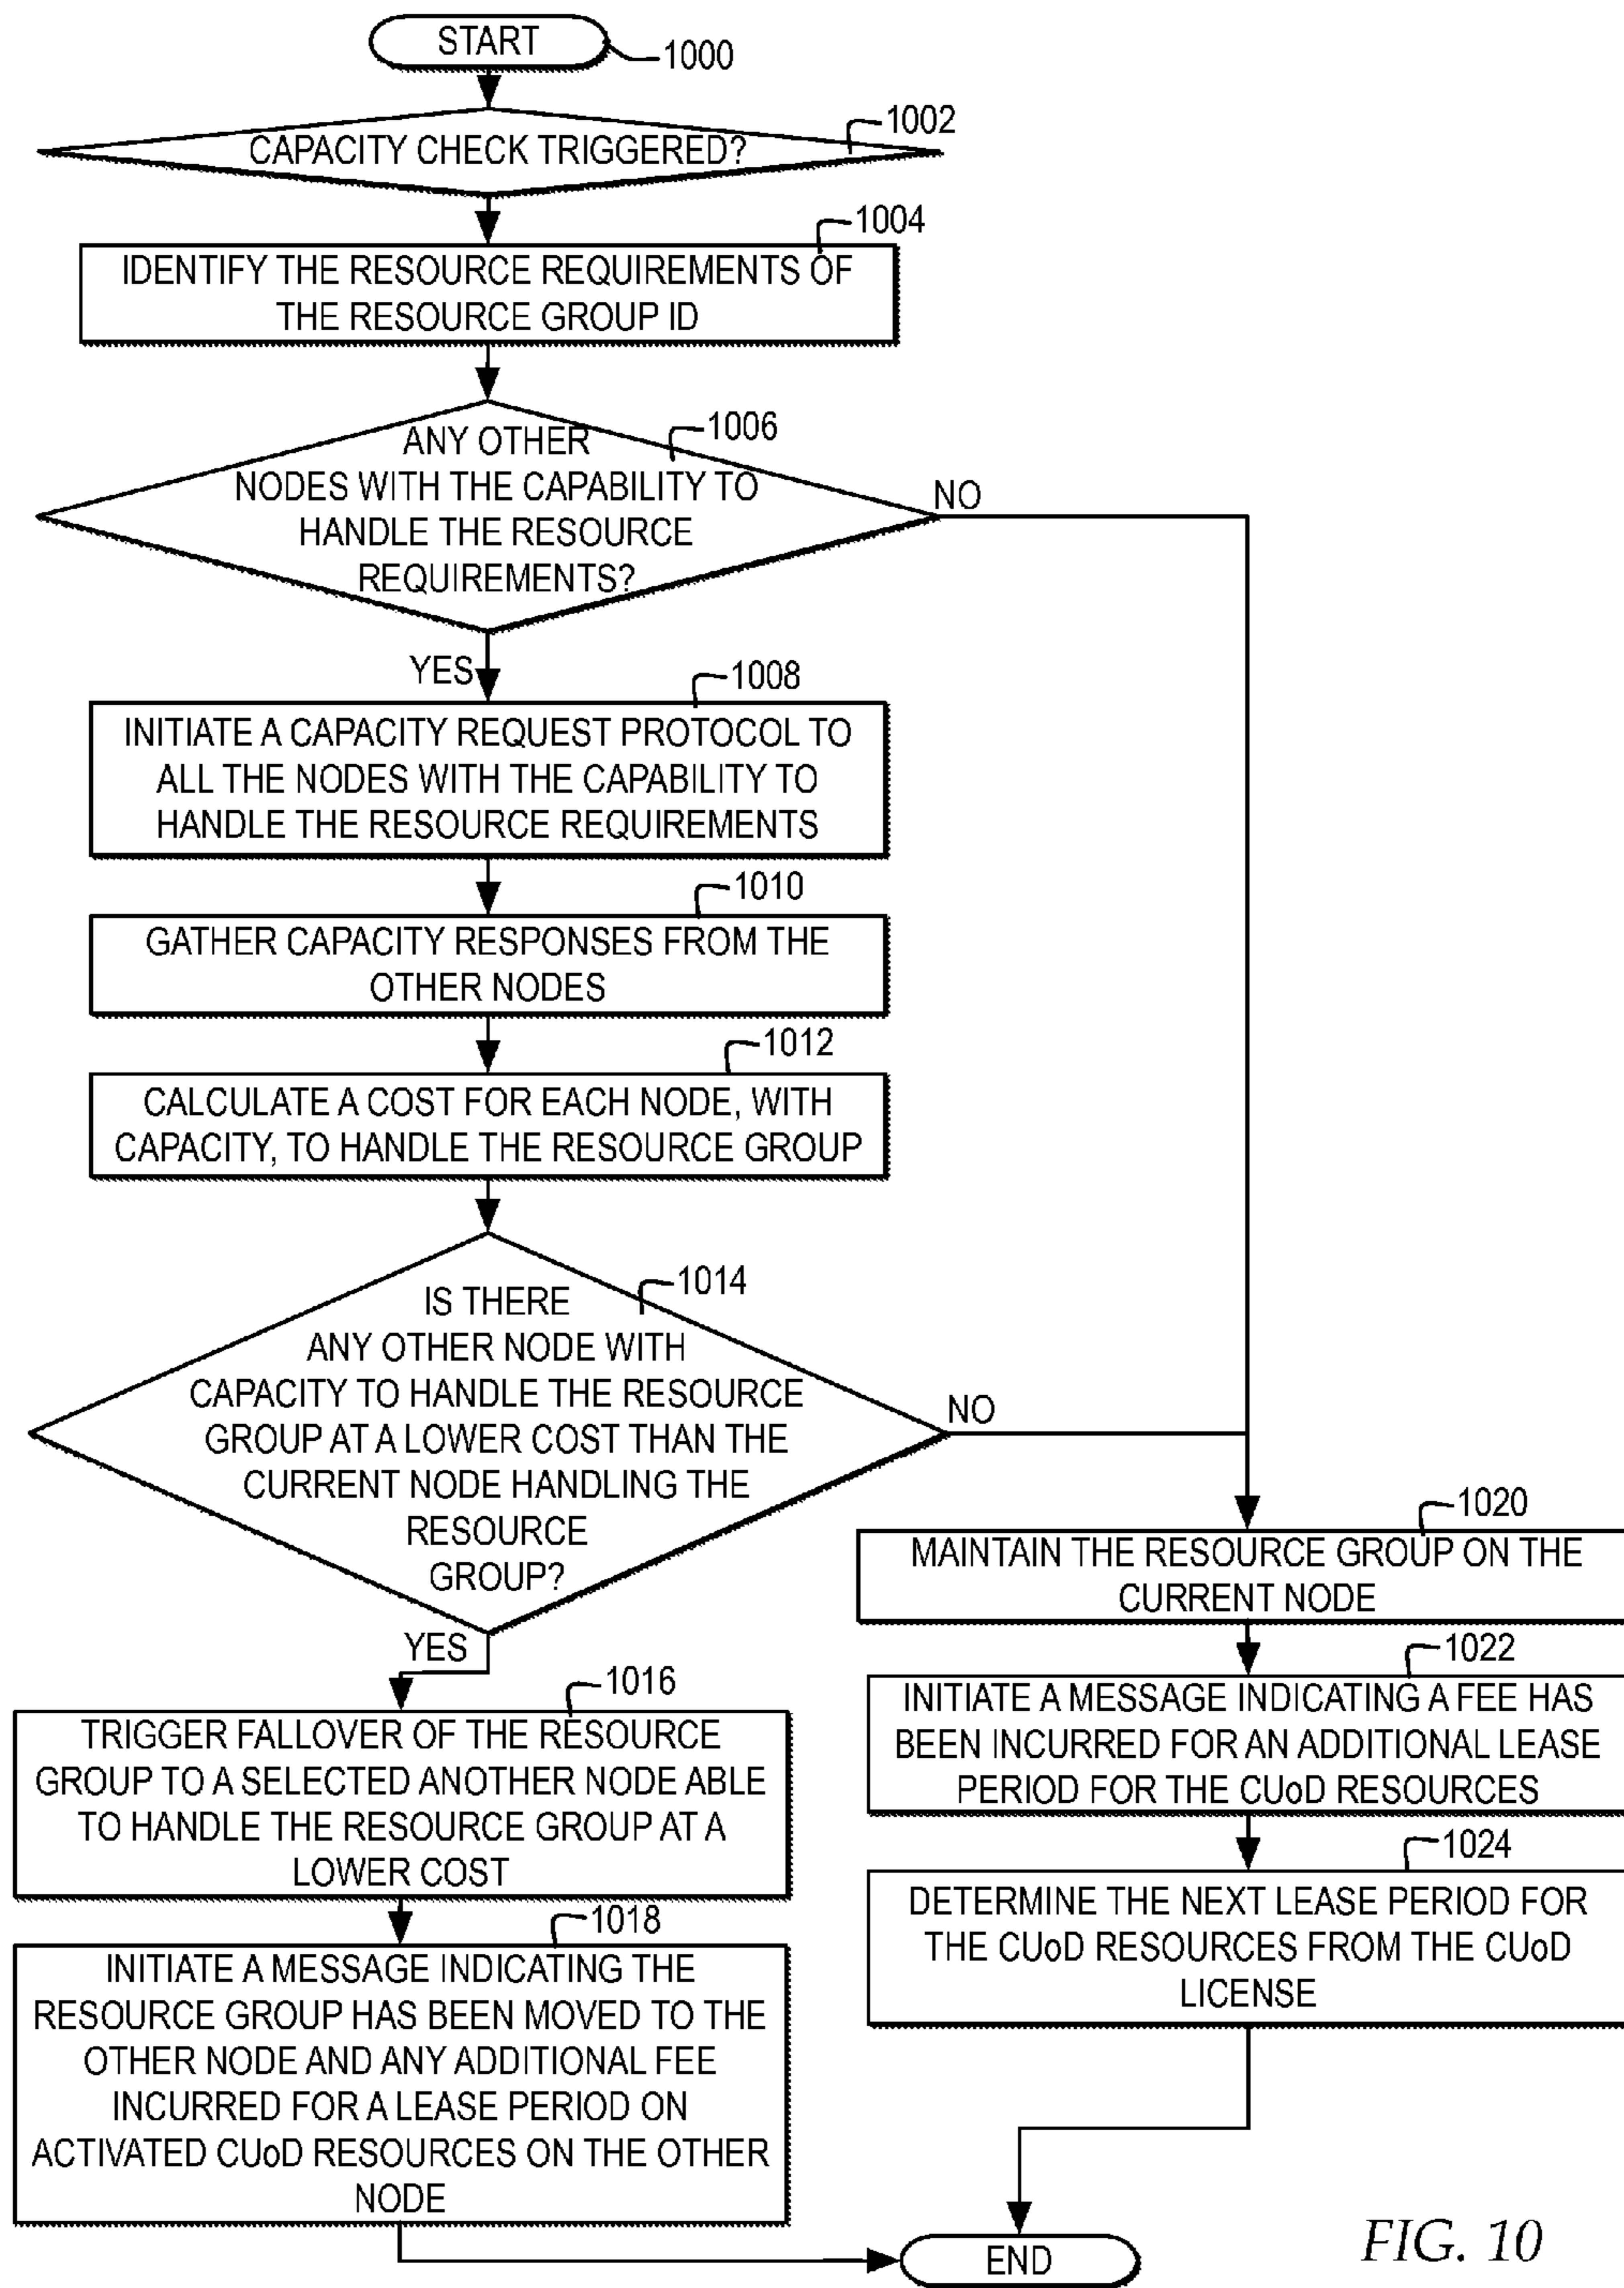 START
1000
CAPACITY CHECK TRIGGERED?
1002
1004
IDENTIFY THE RESOURCE REQUIREMENTS OF
THE RESOURCE GROUP ID
1006
ANY OTHER
NODES WITH THE CAPABILITY TO
HANDLE THE RESOURCE
REQUIREMENTS?
NO
YES
1008
INITIATE A CAPACITY REQUEST PROTOCOL TO
ALL THE NODES WITH THE CAPABILITY TO
HANDLE THE RESOURCE REQUIREMENTS
1010
GATHER CAPACITY RESPONSES FROM THE
OTHER NODES
1012
CALCULATE A COST FOR EACH NODE, WITH
CAPACITY, TO HANDLE THE RESOURCE GROUP
1014
IS THERE
ANY OTHER NODE WITH
CAPACITY TO HANDLE THE RESOURCE
GROUP AT A LOWER COST THAN THE
CURRENT NODE HANDLING THE
RESOURCE
GROUP?
NO
YES
1016
TRIGGER FALLOVER OF THE RESOURCE
GROUP TO A SELECTED ANOTHER NODE ABLE
TO HANDLE THE RESOURCE GROUP AT A
LOWER COST
1018
INITIATE A MESSAGE INDICATING THE
RESOURCE GROUP HAS BEEN MOVED TO THE
OTHER NODE AND ANY ADDITIONAL FEE
INCURRED FOR A LEASE PERIOD ON
ACTIVATED CUoD RESOURCES ON THE OTHER
NODE
1020
MAINTAIN THE RESOURCE GROUP ON THE
CURRENT NODE
1022
INITIATE A MESSAGE INDICATING A FEE HAS
BEEN INCURRED FOR AN ADDITIONAL LEASE
PERIOD FOR THE CUoD RESOURCES
1024
DETERMINE THE NEXT LEASE PERIOD FOR
THE CUoD RESOURCES FROM THE CUoD
LICENSE
END
FIG. 10